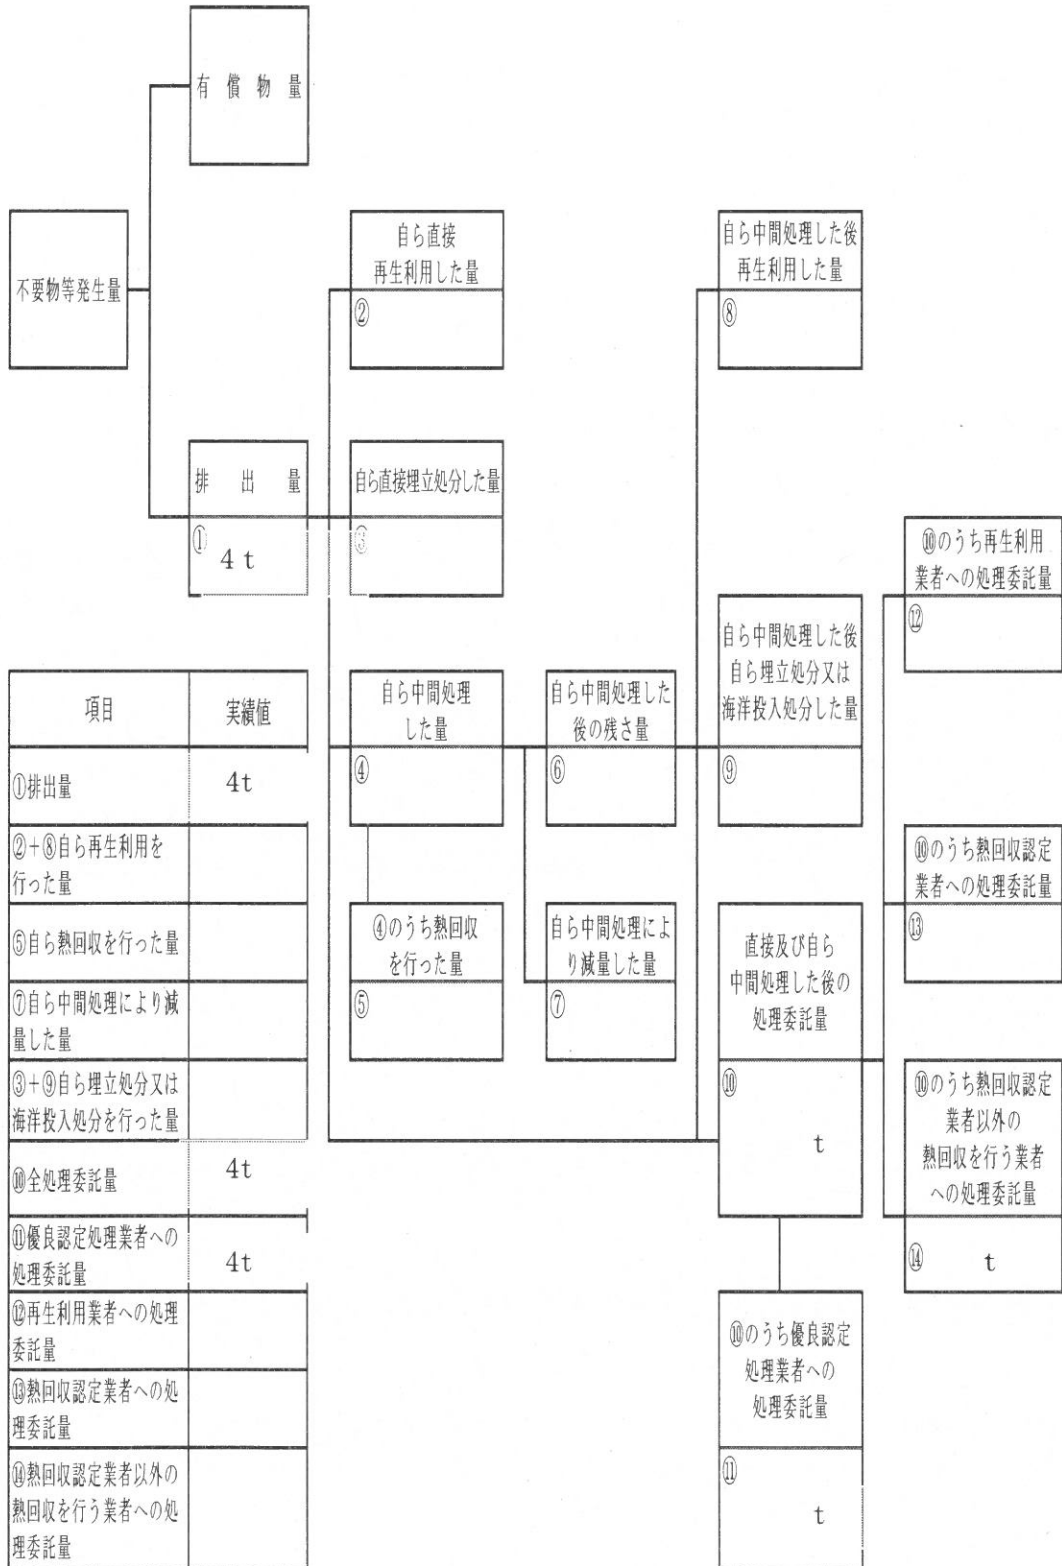 有償物量
不要物等発生量
自ら直接
再生利用した量
②
自ら中間処理した後
再生利用した量
⑧
排出量
① 4 t
自ら直接埋立処分した量
③
⑩のうち再生利用
業者への処理委託量
⑫
自ら中間処理した後
自ら埋立処分又は
海洋投入処分した量
⑨
自ら中間処理
した量
④
自ら中間処理した
後の残さ量
⑥
⑩のうち熱回収認定
業者への処理委託量
⑬
④のうち熱回収
を行った量
⑤
自ら中間処理によ
り減量した量
⑦
直接及び自ら
中間処理した後の
処理委託量
⑩
t
⑩のうち熱回収認定
業者以外の
熱回収を行う業者
への処理委託量
⑭ t
⑩のうち優良認定
処理業者への
処理委託量
⑪
t
項目 実績値
①排出量 4t
②+⑧自ら再生利用を
行った量
⑤自ら熱回収を行った量
⑦自ら中間処理により減
量した量
③+⑨自ら埋立処分又は
海洋投入処分を行った量
⑩全処理委託量 4t
⑪優良認定処理業者への
処理委託量 4t
⑫再生利用業者への処理
委託量
⑬熱回収認定業者への処
理委託量
⑭熱回収認定業者以外の
熱回収を行う業者への処
理委託量